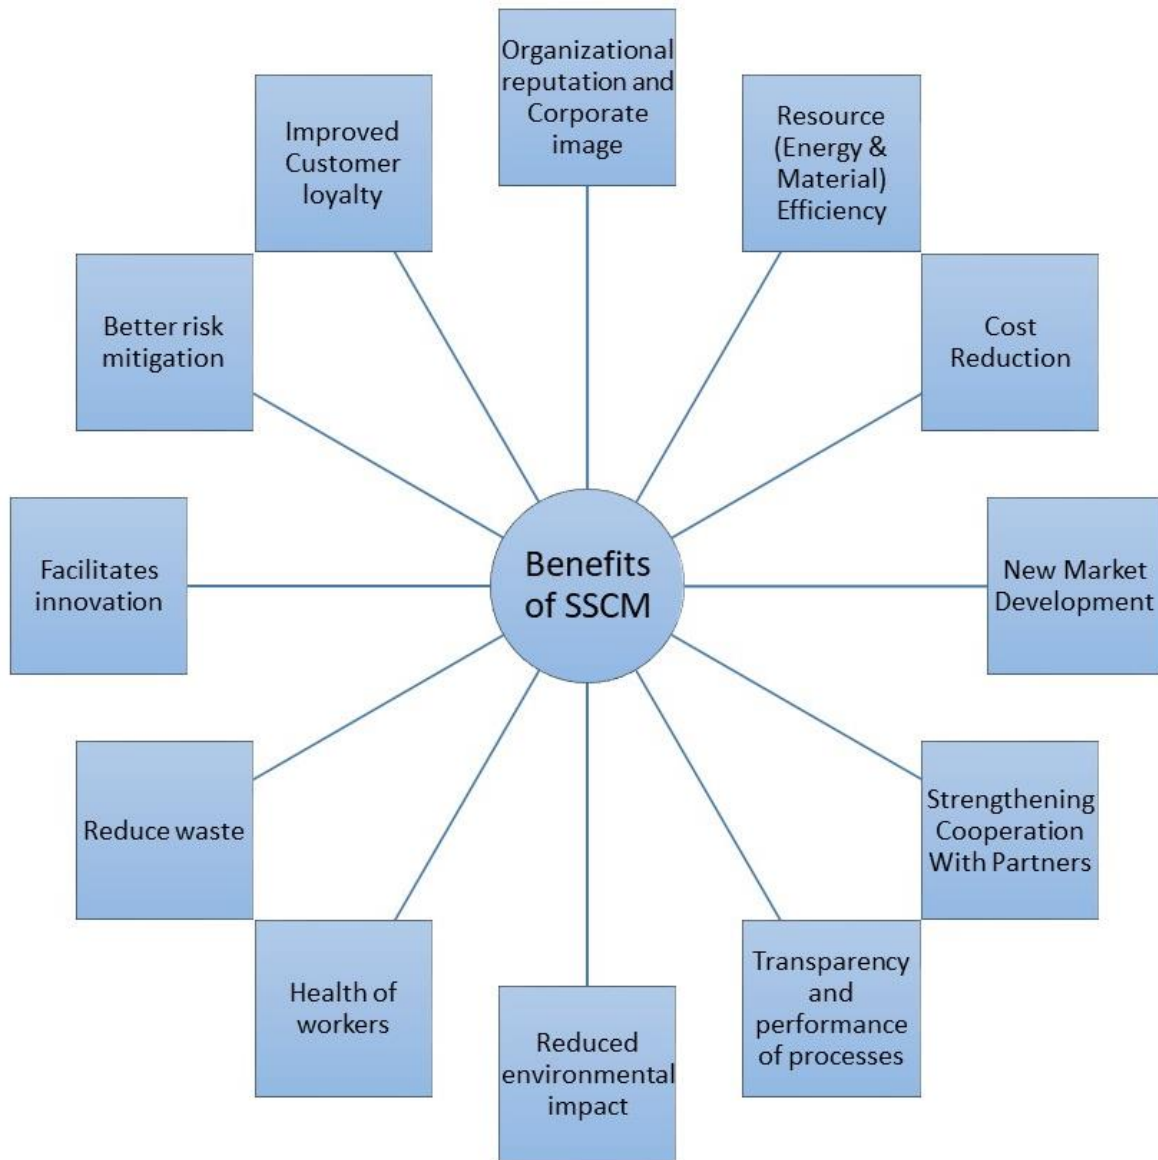 Organizational
reputation and
Corporate
image
Resource
(Energy &
Material)
Efficiency
Cost
Reduction
New Market
Development
Strengthening
Cooperation
With Partners
Transparency
and
performance
of processes
Reduced
environmental
impact
Health of
workers
Reduce waste
Facilitates
innovation
Better risk
mitigation
Improved
Customer
loyalty
Benefits
of SSCM